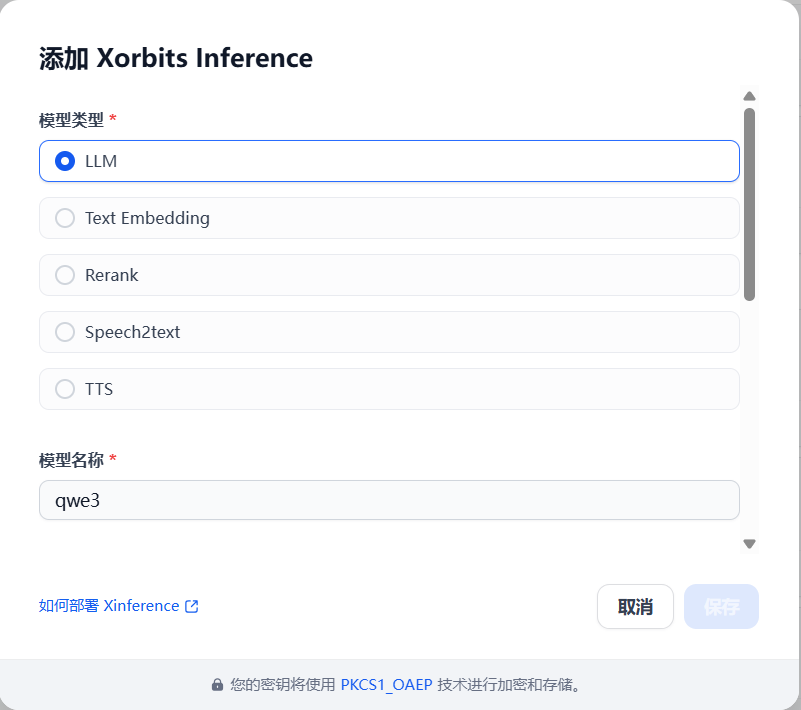 添加 Xorbits Inference
模型类型 *
LLM
Text Embedding
Rerank
Speech2text
TTS
模型名称 *
qwe3
如何部署 Xinference
取消
保存
您的密钥将使用 PKCS1_OAEP 技术进行加密和存储。